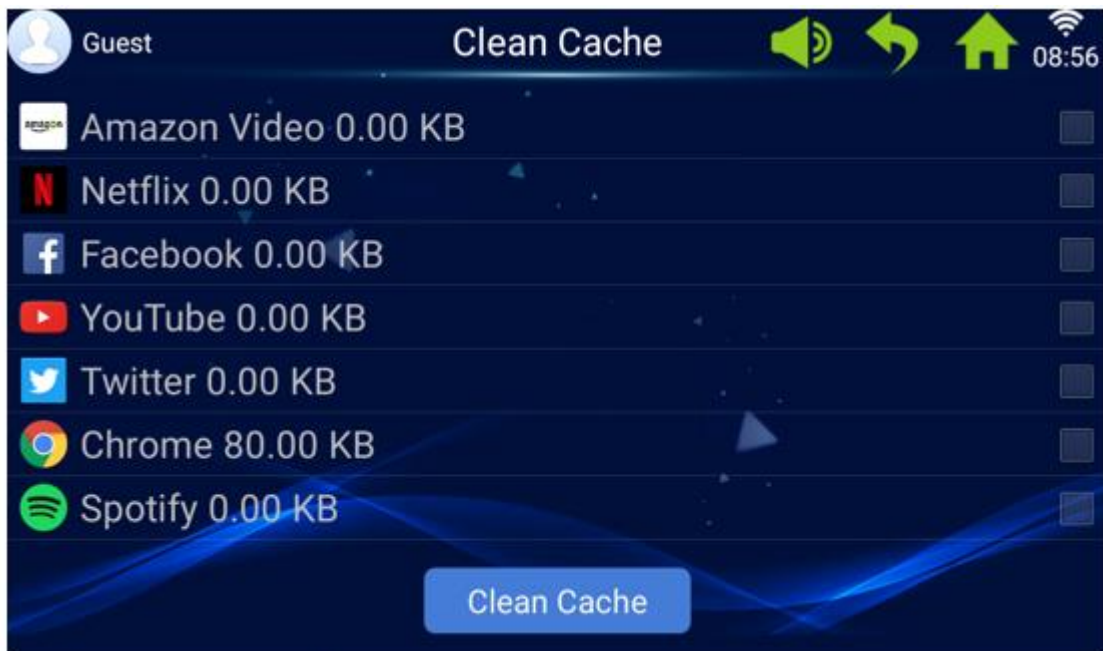 Guest
Clean Cache
08:56
amazon
Amazon Video 0.00 KB
Netflix 0.00 KB
Facebook 0.00 KB
YouTube 0.00 KB
Twitter 0.00 KB
Chrome 80.00 KB
Spotify 0.00 KB
Clean Cache